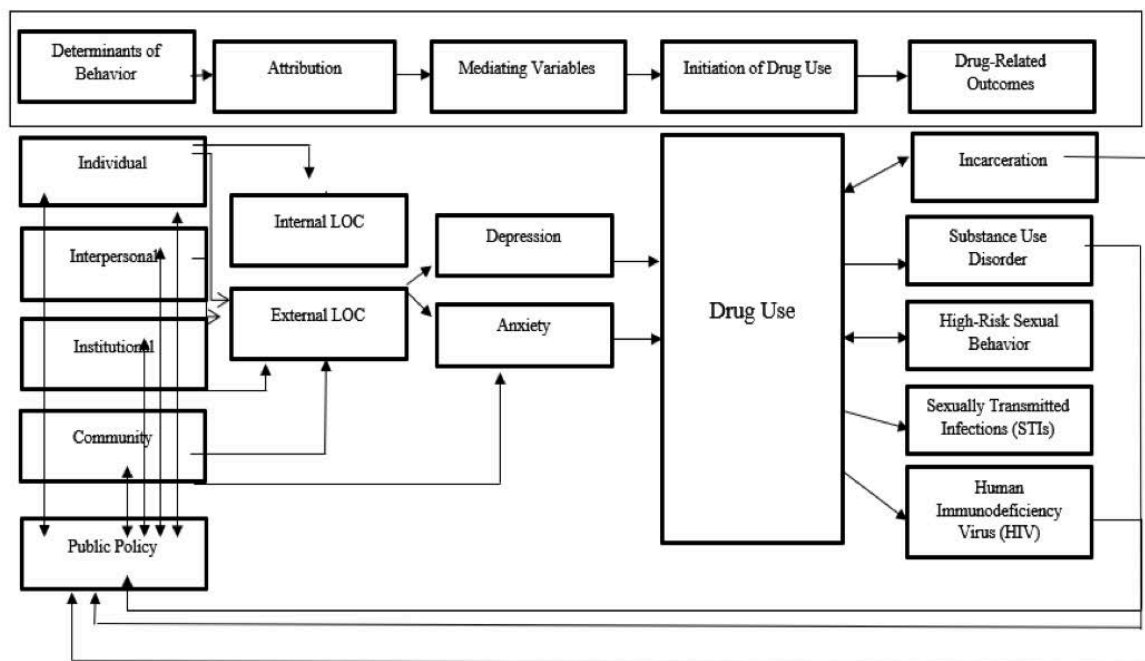 Determinants of
Behavior
Attribution
Mediating Variables
Initiation of Drug Use
Drug-Related
Outcomes
Individual
Interpersonal
Institutional
Community
Public Policy
Internal LOC
External LOC
Depression
Anxiety
Drug Use
Incarceration
Substance Use
Disorder
High-Risk Sexual
Behavior
Sexually Transmitted
Infections (STIs)
Human
Immunodeficiency
Virus (HIV)